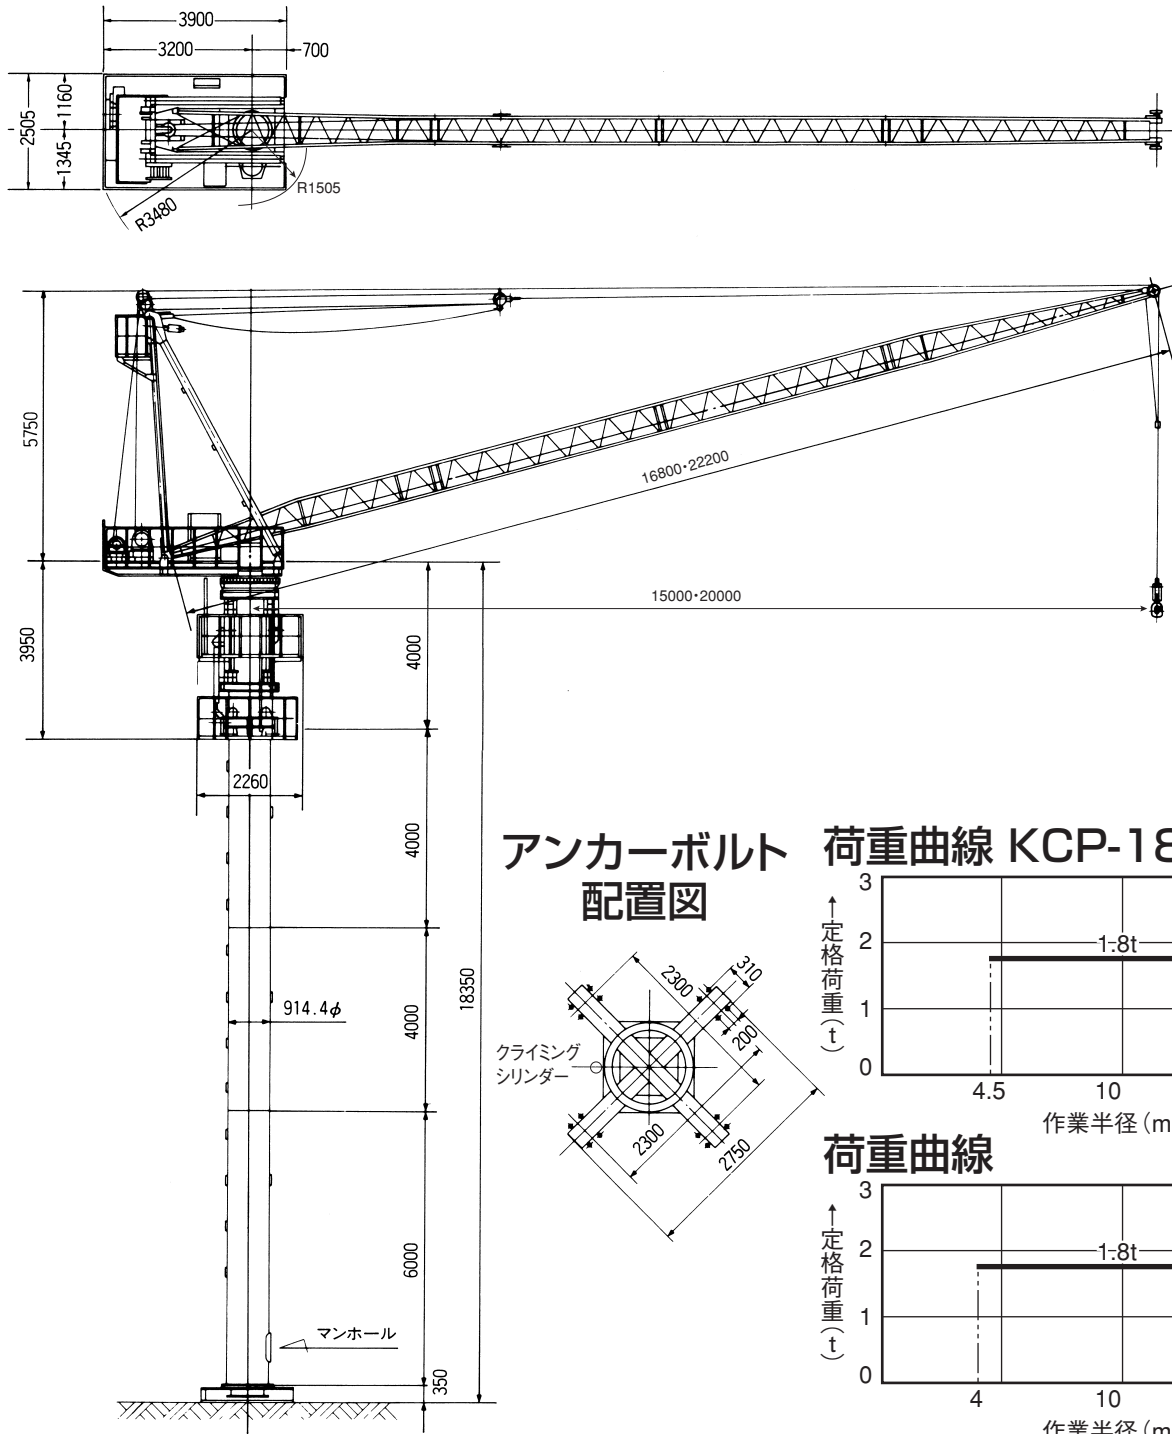 3900
3200
700
2505
1160
1345
R3480
R1505
5750
3950
16800・22200
15000・20000
4000
2260
4000
18350
914.4φ
4000
6000
マンホール
350
アンカーボルト
配置図
2300
310
200
クライミング
シリンダー
2300
2750
荷重曲線 KCP-18
3
2
1
0
↑定格荷重(t)
1.8t
4.5
10
作業半径(m
荷重曲線
3
2
1
0
↑定格荷重(t)
1.8t
4
10
作業半径(m